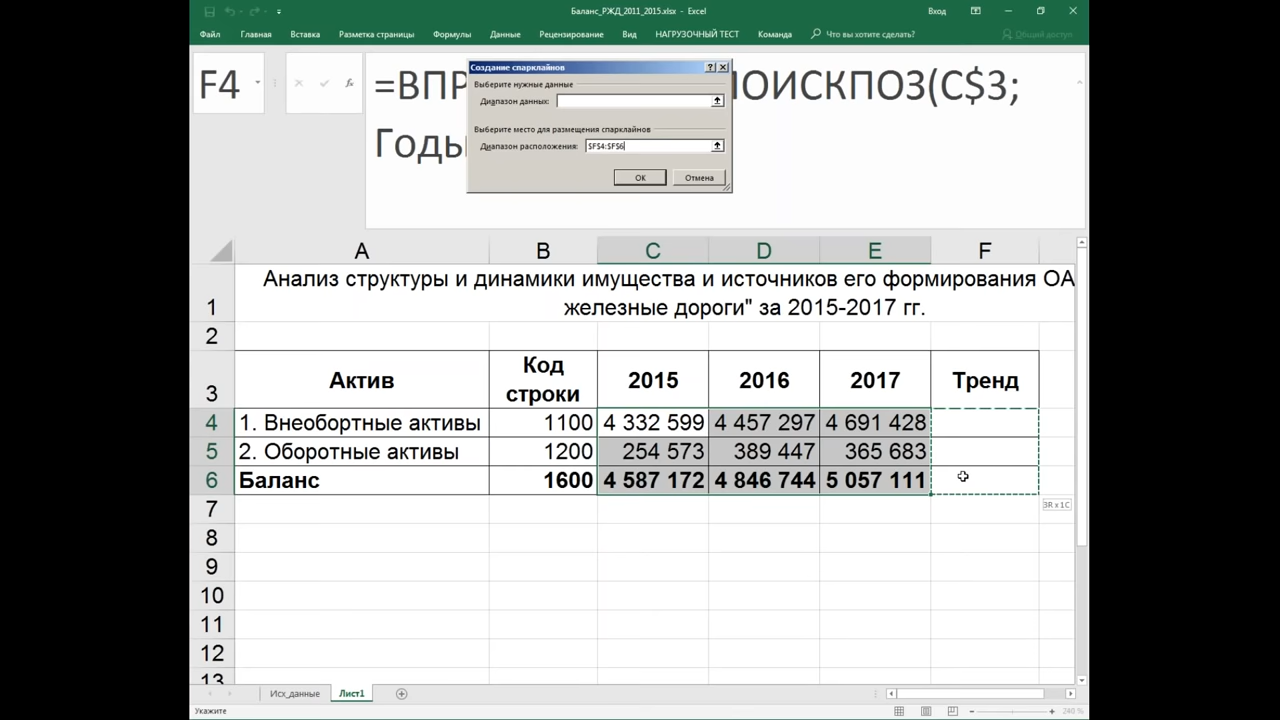 Баланс_РЖД_2011_2015.xlsx - Excel
Вход
Файл Главная Вставка Разметка страницы Формулы Данные Рецензирование Вид НАГРУЗОЧНЫЙ ТЕСТ Команда Что вы хотите сделать? Общий доступ
F4
fx
=ВПР
ПОИСКПОЗ(C$3;
Годы
Создание спарклайнов
Выберите нужные данные
Диапазон данных:
Выберите место для размещения спарклайнов
Диапазон расположения: $F$4:$F$6
ОК Отмена
A B C D E F
1 Анализ структуры и динамики имущества и источников его формирования ОА
железные дороги" за 2015-2017 гг.
2
3 Актив Код строки 2015 2016 2017 Тренд
4 1. Внеобортные активы 1100 4 332 599 4 457 297 4 691 428
5 2. Оборотные активы 1200 254 573 389 447 365 683
6 Баланс 1600 4 587 172 4 846 744 5 057 111
3R x 1C
7
8
9
10
11
12
13
Исх_данные Лист1
Укажите
240 %